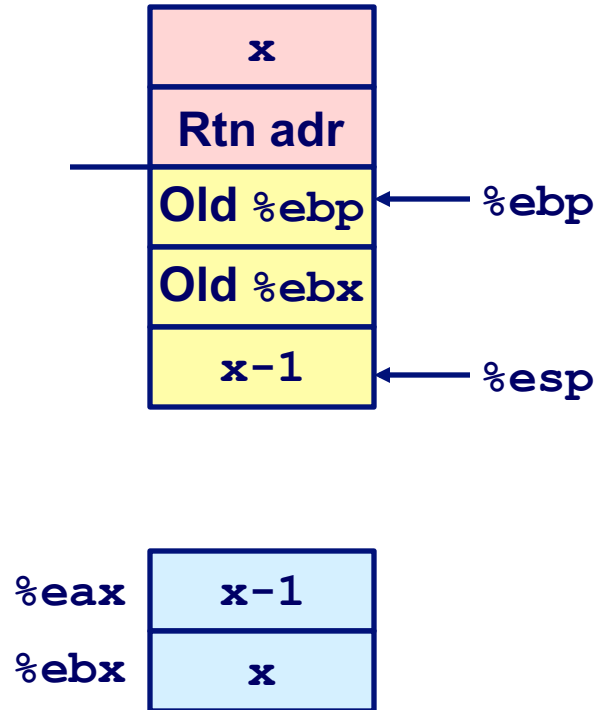 x
Rtn adr
Old %ebp
%ebp
Old %ebx
x-1
%esp
%eax
x-1
%ebx
x